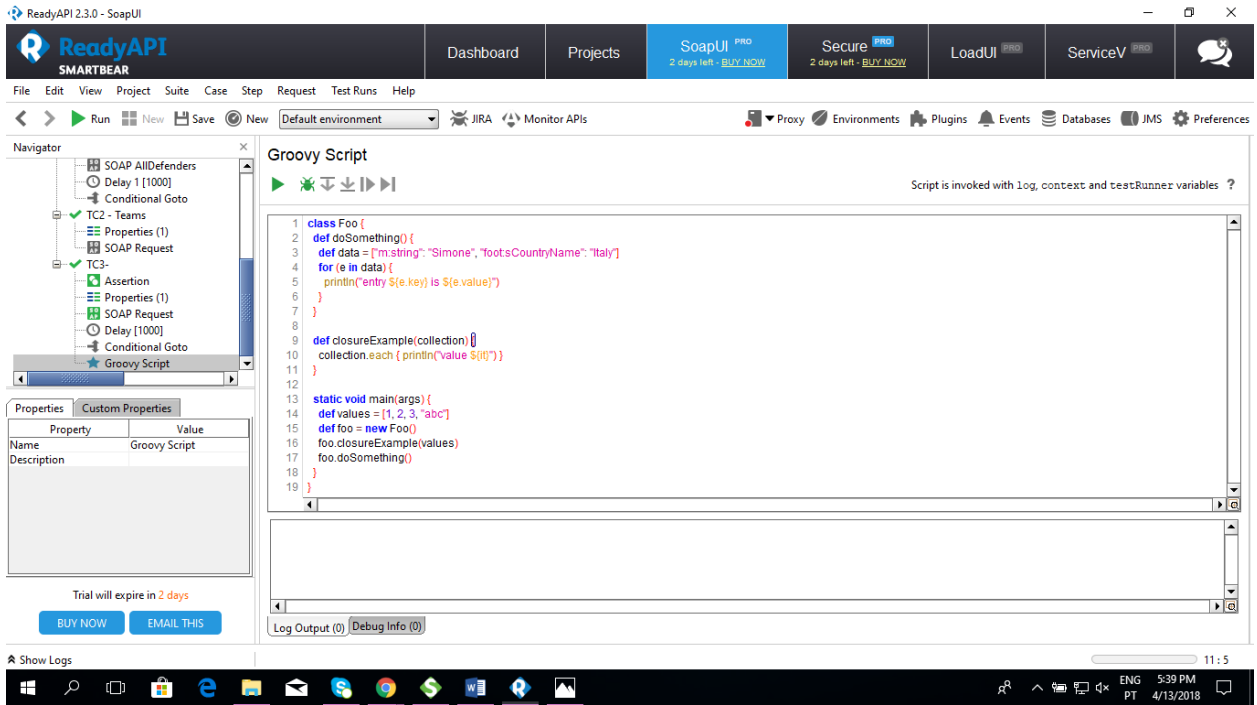 ReadyAPI 2.3.0 - SoapUI
ReadyAPI
SMARTBEAR
Dashboard
Projects
SoapUI PRO
2 days left - BUY NOW
Secure PRO
2 days left - BUY NOW
LoadUI PRO
ServiceV PRO
File Edit View Project Suite Case Step Request Test Runs Help
Run New Save New Default environment JIRA Monitor APIs Proxy Environments Plugins Events Databases JMS Preferences
Navigator
SOAP AllDefenders
Delay 1 [1000]
Conditional Goto
TC2 - Teams
Properties (1)
SOAP Request
TC3-
Assertion
Properties (1)
SOAP Request
Delay [1000]
Conditional Goto
Groovy Script
Properties Custom Properties
Property Value
Name Groovy Script
Description
Trial will expire in 2 days
BUY NOW EMAIL THIS
Groovy Script
Script is invoked with log, context and testRunner variables ?
1 class Foo {
2 def doSomething() {
3 def data = ["m:string": "Simone", "foot:sCountryName": "Italy"]
4 for (e in data) {
5 println("entry ${e.key} is ${e.value}")
6 }
7 }
8
9 def closureExample(collection) {
10 collection.each { println("value ${it}") }
11 }
12
13 static void main(args) {
14 def values = [1, 2, 3, "abc"]
15 def foo = new Foo()
16 foo.closureExample(values)
17 foo.doSomething()
18 }
19 }
Log Output (0) Debug Info (0)
Show Logs
11 : 5
ENG
PT
5:39 PM
4/13/2018